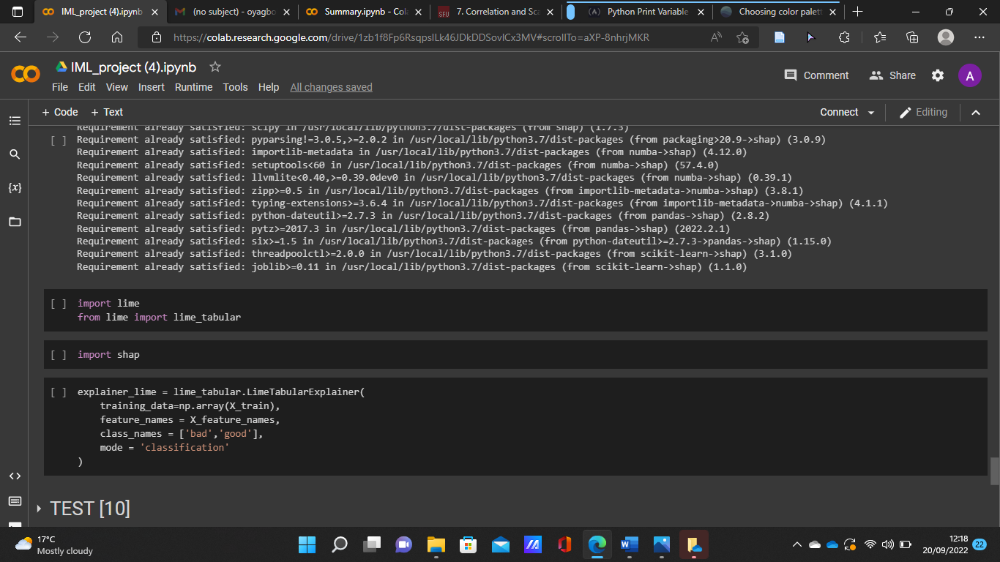 IML_project (4).ipynb
(no subject) - oyagbo
Summary.ipynb - Cola
SFU
7. Correlation and Sca
Python Print Variable
Choosing color palett
https://colab.research.google.com/drive/1zb1f8Fp6RsqpsILk46JDkDDSovlCx3MV#scrollTo=aXP-8nhrjMKR
IML_project (4).ipynb
Comment
Share
A
File Edit View Insert Runtime Tools Help All changes saved
+ Code + Text
Connect
Editing
Requirement already satisfied: scipy in /usr/local/lib/python3.7/dist-packages (from shap) (1.7.3)
[ ] Requirement already satisfied: pyparsing!=3.0.5,>=2.0.2 in /usr/local/lib/python3.7/dist-packages (from packaging>20.9->shap) (3.0.9)
Requirement already satisfied: importlib-metadata in /usr/local/lib/python3.7/dist-packages (from numba->shap) (4.12.0)
Requirement already satisfied: setuptools<60 in /usr/local/lib/python3.7/dist-packages (from numba->shap) (57.4.0)
Requirement already satisfied: llvmlite<0.40,>=0.39.0dev0 in /usr/local/lib/python3.7/dist-packages (from numba->shap) (0.39.1)
Requirement already satisfied: zipp>=0.5 in /usr/local/lib/python3.7/dist-packages (from importlib-metadata->numba->shap) (3.8.1)
Requirement already satisfied: typing-extensions>=3.6.4 in /usr/local/lib/python3.7/dist-packages (from importlib-metadata->numba->shap) (4.1.1)
Requirement already satisfied: python-dateutil>=2.7.3 in /usr/local/lib/python3.7/dist-packages (from pandas->shap) (2.8.2)
Requirement already satisfied: pytz>=2017.3 in /usr/local/lib/python3.7/dist-packages (from pandas->shap) (2022.2.1)
Requirement already satisfied: six>=1.5 in /usr/local/lib/python3.7/dist-packages (from python-dateutil>=2.7.3->pandas->shap) (1.15.0)
Requirement already satisfied: threadpoolctl>=2.0.0 in /usr/local/lib/python3.7/dist-packages (from scikit-learn->shap) (3.1.0)
Requirement already satisfied: joblib>=0.11 in /usr/local/lib/python3.7/dist-packages (from scikit-learn->shap) (1.1.0)
[ ] import lime
from lime import lime_tabular
[ ] import shap
[ ] explainer_lime = lime_tabular.LimeTabularExplainer(
training_data=np.array(X_train),
feature_names = X_feature_names,
class_names = ['bad','good'],
mode = 'classification'
)
TEST [10]
17°C
Mostly cloudy
12:18
20/09/2022
22